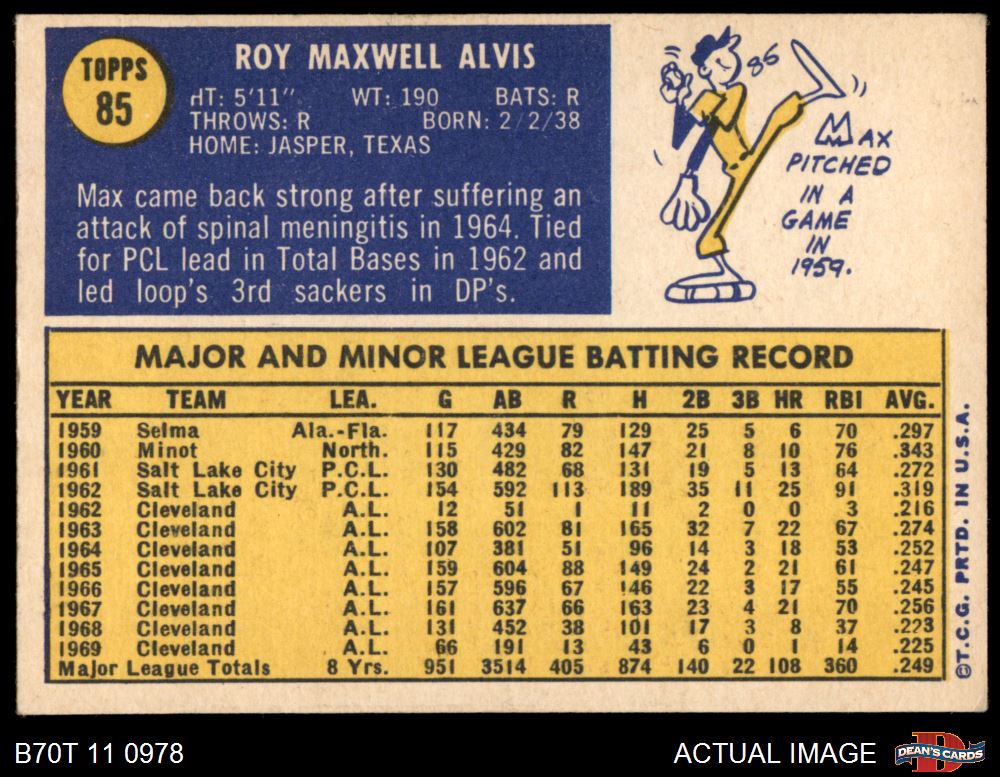 TOPPS
85
ROY MAXWELL ALVIS
HT: 5'11" WT: 190 BATS: R
THROWS: R BORN: 2/2/38
HOME: JASPER, TEXAS
Max came back strong after suffering an
attack of spinal meningitis in 1964. Tied
for PCL lead in Total Bases in 1962 and
led loop's 3rd sackers in DP's.
86
MAX
PITCHED
IN A
GAME
IN
1959.
MAJOR AND MINOR LEAGUE BATTING RECORD
YEAR TEAM LEA. G AB R H 2B 3B HR RBI AVG.
1959 Selma Ala.-Fla. 117 434 79 129 25 5 6 70 .297
1960 Minot North. 115 429 82 147 21 8 10 76 .343
1961 Salt Lake City P.C.L. 130 482 68 131 19 5 13 64 .272
1962 Salt Lake City P.C.L. 154 592 113 189 35 11 25 91 .319
1962 Cleveland A.L. 12 51 1 11 2 0 0 3 .216
1963 Cleveland A.L. 158 602 81 165 32 7 22 67 .274
1964 Cleveland A.L. 107 381 51 96 14 3 18 53 .252
1965 Cleveland A.L. 159 604 88 149 24 2 21 61 .247
1966 Cleveland A.L. 157 596 67 146 22 3 17 55 .245
1967 Cleveland A.L. 161 637 66 163 23 4 21 70 .256
1968 Cleveland A.L. 131 452 38 101 17 3 8 37 .223
1969 Cleveland A.L. 66 191 13 43 6 0 1 14 .225
Major League Totals 8 Yrs. 951 3514 405 874 140 22 108 360 .249
©T.C.G. PRTD. IN U.S.A.
B70T 11 0978
ACTUAL IMAGE
DEAN'S CARDS